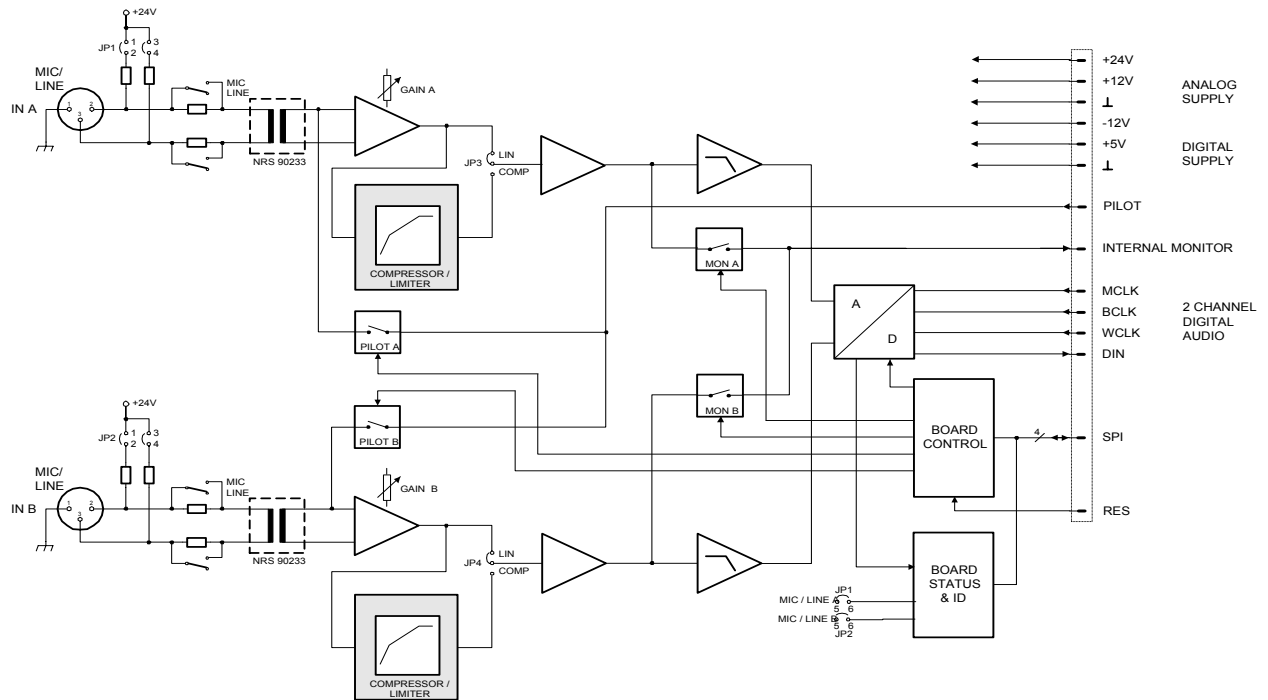 +24V
JP1
1
2
3
4
MIC/
LINE
IN A
1
2
3
MIC
LINE
NRS 90233
GAIN A
JP3
LIN
COMP
COMPRESSOR /
LIMITER
PILOT A
MON A
+24V
+12V
⊥
-12V
+5V
⊥
ANALOG
SUPPLY
DIGITAL
SUPPLY
PILOT
INTERNAL MONITOR
MCLK
BCLK
WCLK
DIN
2 CHANNEL
DIGITAL
AUDIO
A
D
MON B
BOARD
CONTROL
4
SPI
RES
+24V
JP2
1
2
3
4
PILOT B
MIC/
LINE
IN B
1
2
3
MIC
LINE
NRS 90233
GAIN B
JP4
LIN
COMP
COMPRESSOR /
LIMITER
BOARD
STATUS
& ID
JP1
MIC / LINE A
5 6
MIC / LINE B
5 6
JP2